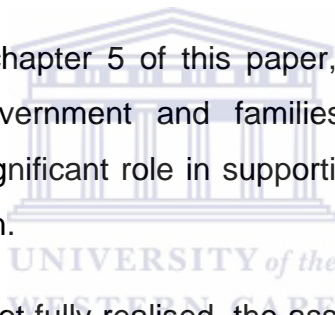 chapter 5 of this paper,
vernment and families
gnificant role in supporti
n.
UNIVERSITY of the
ot fully realised, the ass
WESTERN CAPE